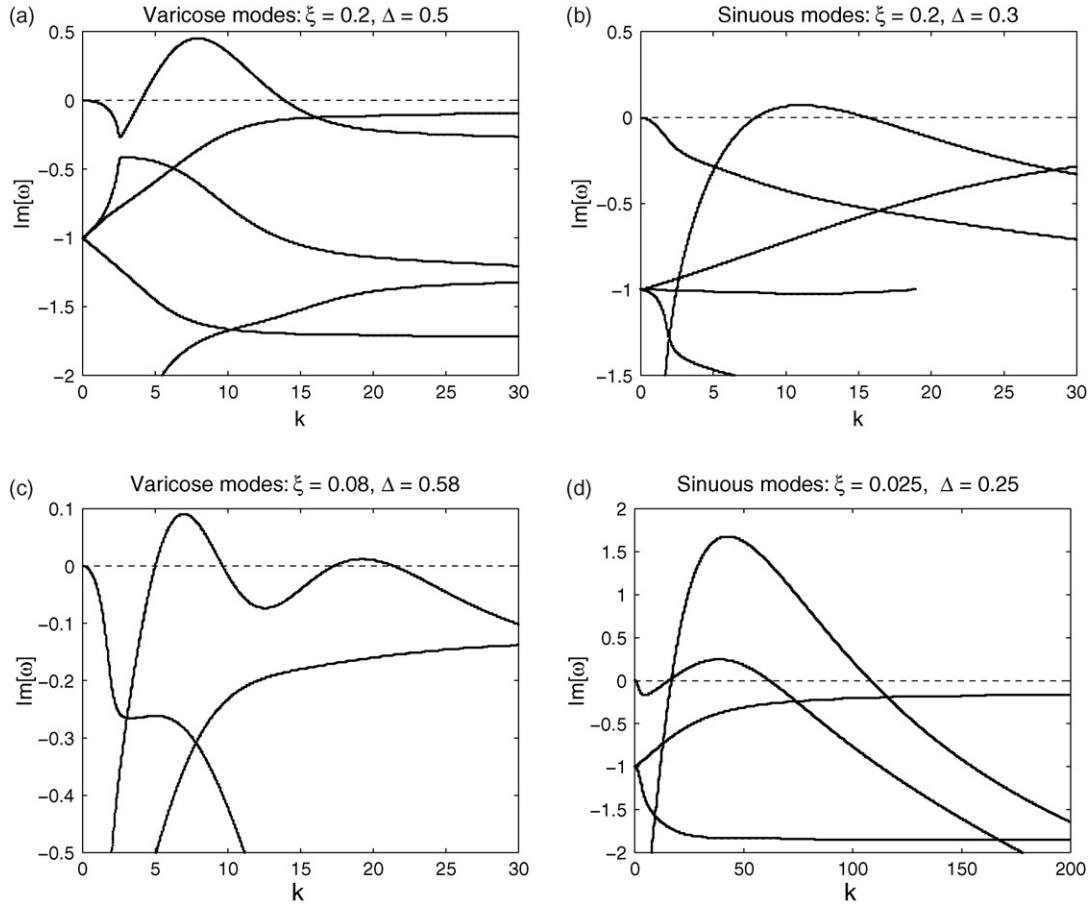 (a) Varicose modes: ξ = 0.2, Δ = 0.5
0.5
0
−0.5
−1
−1.5
−2
Im[ω]
0 5 10 15 20 25 30
k
(b) Sinuous modes: ξ = 0.2, Δ = 0.3
0.5
0
−0.5
−1
−1.5
Im[ω]
0 5 10 15 20 25 30
k
(c) Varicose modes: ξ = 0.08, Δ = 0.58
0.1
0
−0.1
−0.2
−0.3
−0.4
−0.5
Im[ω]
0 5 10 15 20 25 30
k
(d) Sinuous modes: ξ = 0.025, Δ = 0.25
2
1.5
1
0.5
0
−0.5
−1
−1.5
−2
Im[ω]
0 50 100 150 200
k